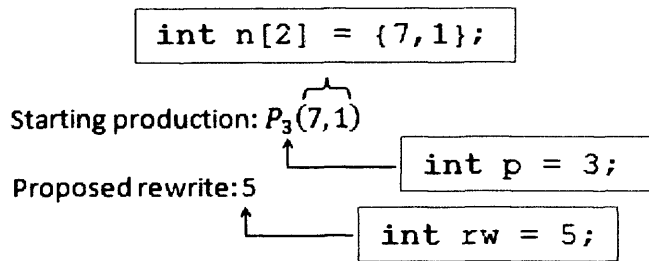 int n[2] = {7,1};
Starting production: P₃(7,1)
int p = 3;
Proposed rewrite: 5
int rw = 5;